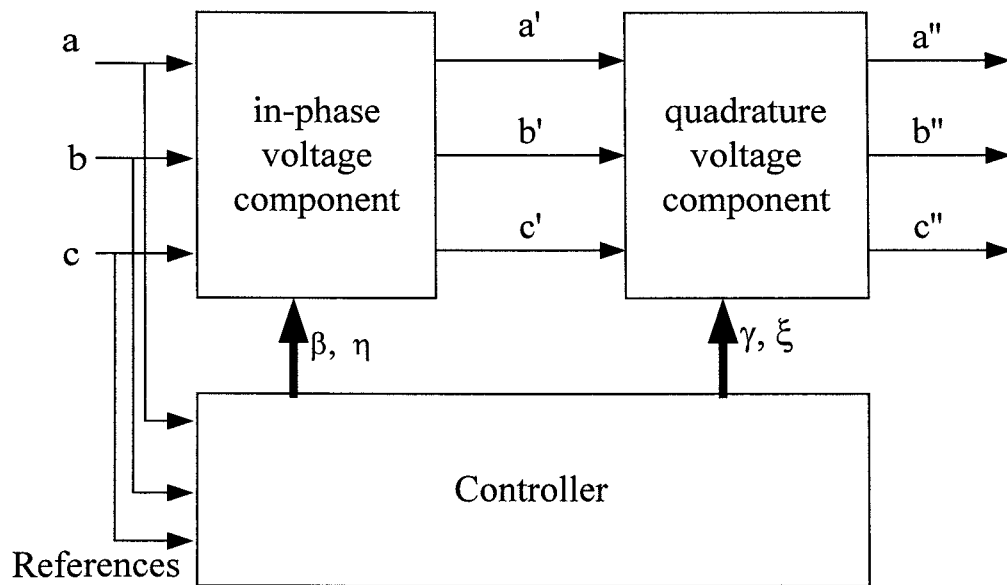 a
a'
a"
in-phase
voltage
component
quadrature
voltage
component
b
b'
b"
c
c'
c"
β, η
γ, ξ
Controller
References